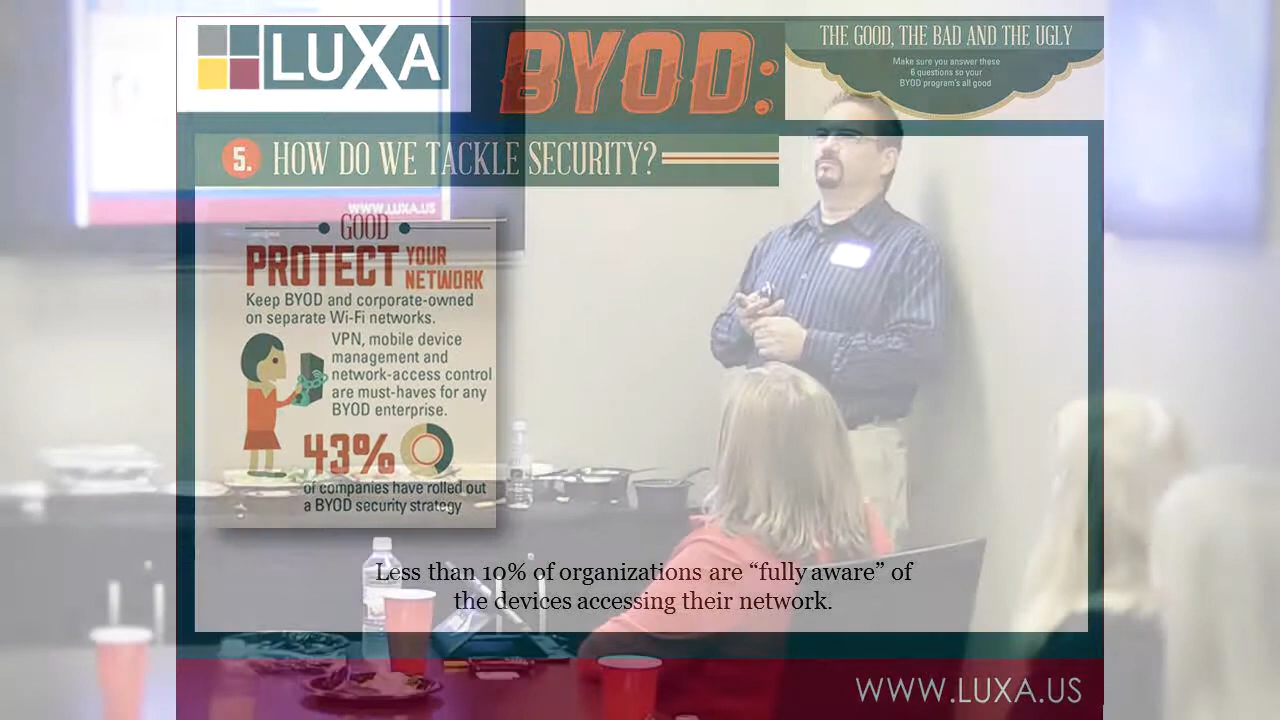 LUXA
BYOD:
THE GOOD, THE BAD AND THE UGLY
Make sure you answer these
6 questions so your
BYOD program's all good
5. HOW DO WE TACKLE SECURITY?
WWW.LUXA.US
GOOD
PROTECT YOUR
NETWORK
Keep BYOD and corporate-owned
on separate Wi-Fi networks.
VPN, mobile device
management and
network-access control
are must-haves for any
BYOD enterprise.
43%
of companies have rolled out
a BYOD security strategy
Less than 10% of organizations are “fully aware” of
the devices accessing their network.
WWW.LUXA.US